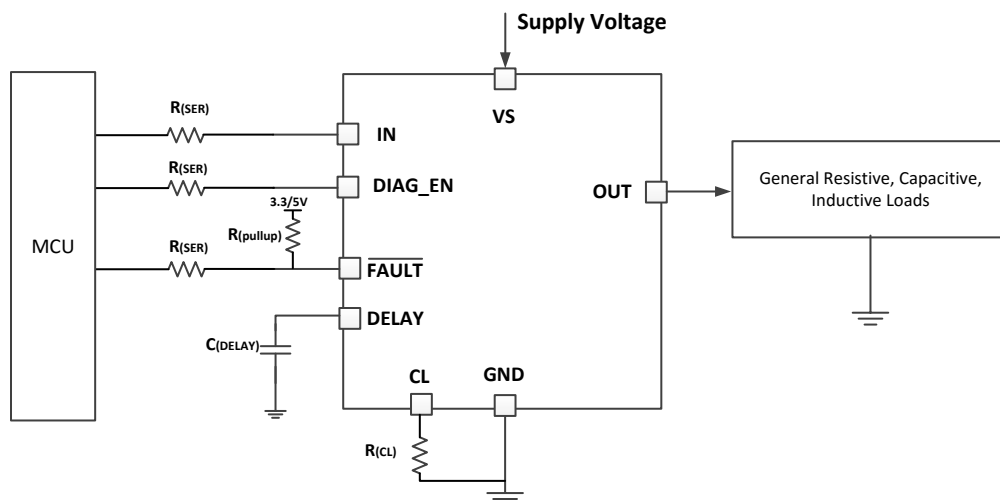 Supply Voltage
MCU
R(SER)
IN
VS
R(SER)
DIAG_EN
OUT
General Resistive, Capacitive,
Inductive Loads
3.3/5V
R(pullup)
R(SER)
FAULT
DELAY
C(DELAY)
CL
GND
R(CL)